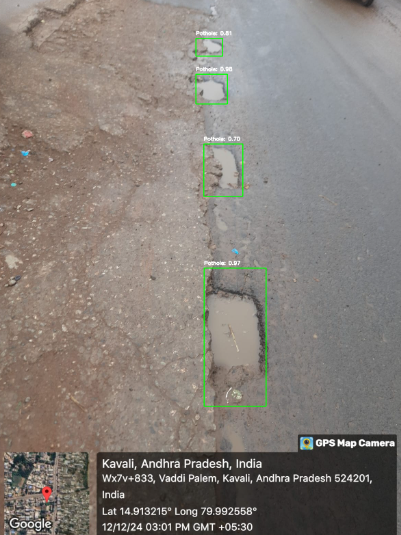 Pothole: 0.81
Pothole: 0.95
Pothole: 0.70
Pothole: 0.97
GPS Map Camera
Kavali, Andhra Pradesh, India
Wx7v+833, Vaddi Palem, Kavali, Andhra Pradesh 524201,
India
Lat 14.913215° Long 79.992558°
12/12/24 03:01 PM GMT +05:30
Google